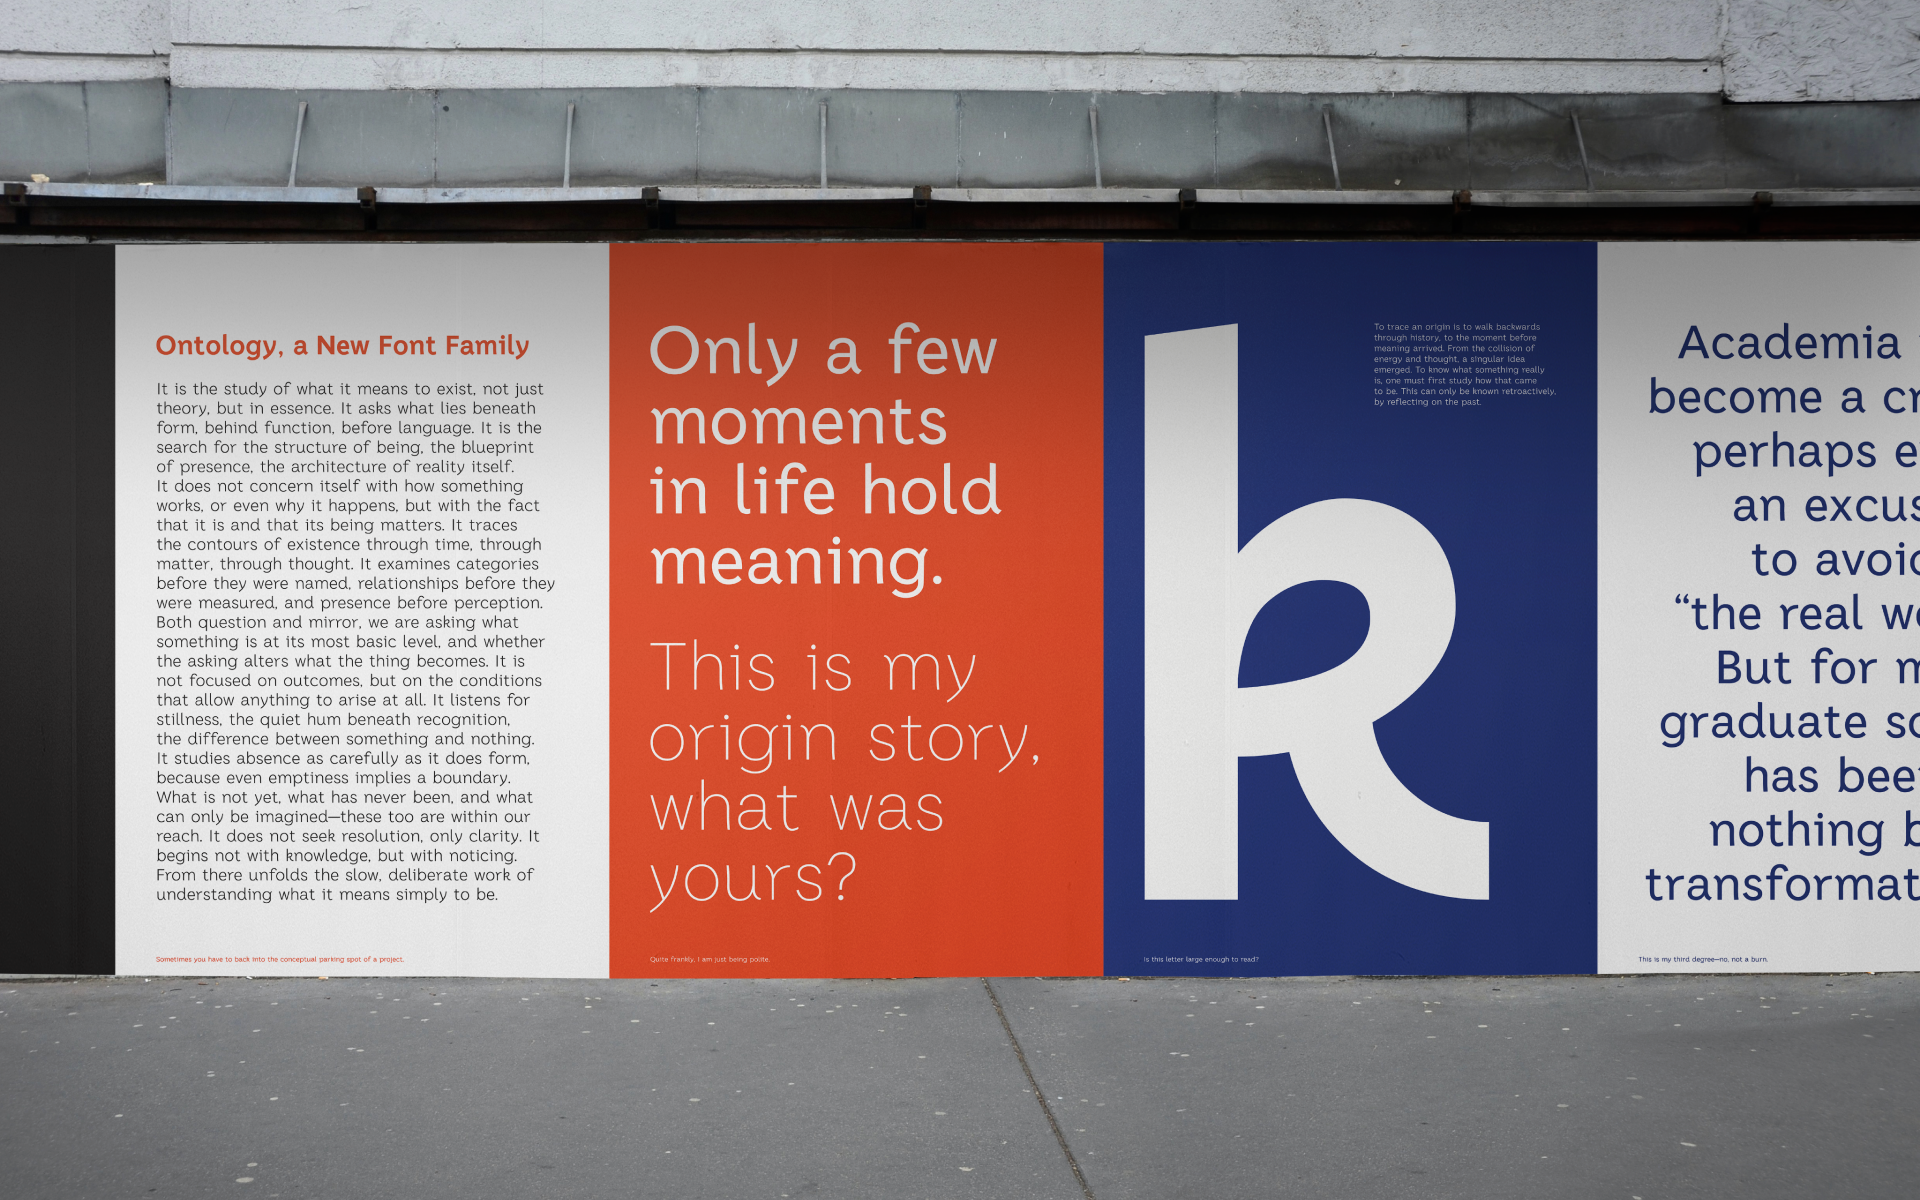 Ontology, a New Font Family
It is the study of what it means to exist, not just
theory, but in essence. It asks what lies beneath
form, behind function, before language. It is the
search for the structure of being, the blueprint
of presence, the architecture of reality itself.
It does not concern itself with how something
works, or even why it happens, but with the fact
that it is and that its being matters. It traces
the contours of existence through time, through
matter, through thought. It examines categories
before they were named, relationships before they
were measured, and presence before perception.
Both question and mirror, we are asking what
something is at its most basic level, and whether
the asking alters what the thing becomes. It is
not focused on outcomes, but on the conditions
that allow anything to arise at all. It listens for
stillness, the quiet hum beneath recognition,
the difference between something and nothing.
It studies absence as carefully as it does form,
because even emptiness implies a boundary.
What is not yet, what has never been, and what
can only be imagined—these too are within our
reach. It does not seek resolution, only clarity. It
begins not with knowledge, but with noticing.
From there unfolds the slow, deliberate work of
understanding what it means simply to be.
Sometimes you have to back into the conceptual parking spot of a project.
Only a few
moments
in life hold
meaning.
This is my
origin story,
what was
yours?
Quite frankly, I am just being polite.
k
To trace an origin is to walk backwards
through history, to the moment before
meaning arrived. From the collision of
energy and thought, a singular idea
emerged. To know what something really
is, one must first study how that came
to be. This can only be known retroactively,
by reflecting on the past.
Is this letter large enough to read?
Academia
become a cr
perhaps e
an excus
to avoid
“the real wo
But for m
graduate sc
has bee
nothing b
transformat
This is my third degree—no, not a burn.